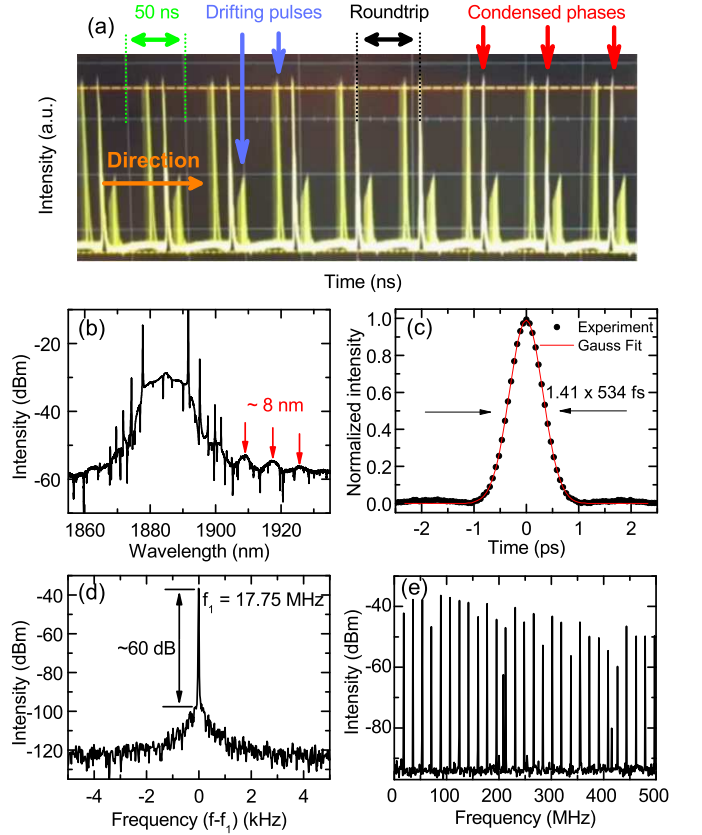 50 ns
Drifting pulses
Roundtrip
Condensed phases
(a)
Direction
Intensity (a.u.)
Time (ns)
(b)
-20
-40
-60
Intensity (dBm)
~ 8 nm
1860 1880 1900 1920
Wavelength (nm)
(c)
1.0
0.8
0.6
0.4
0.2
0.0
Normalized intensity
Experiment
Gauss Fit
1.41 x 534 fs
-2 -1 0 1 2
Time (ps)
(d)
-40
-60
-80
-100
-120
Intensity (dBm)
f1 = 17.75 MHz
~60 dB
-4 -2 0 2 4
Frequency (f-f1) (kHz)
(e)
-40
-60
-80
Intensity (dBm)
0 100 200 300 400 500
Frequency (MHz)